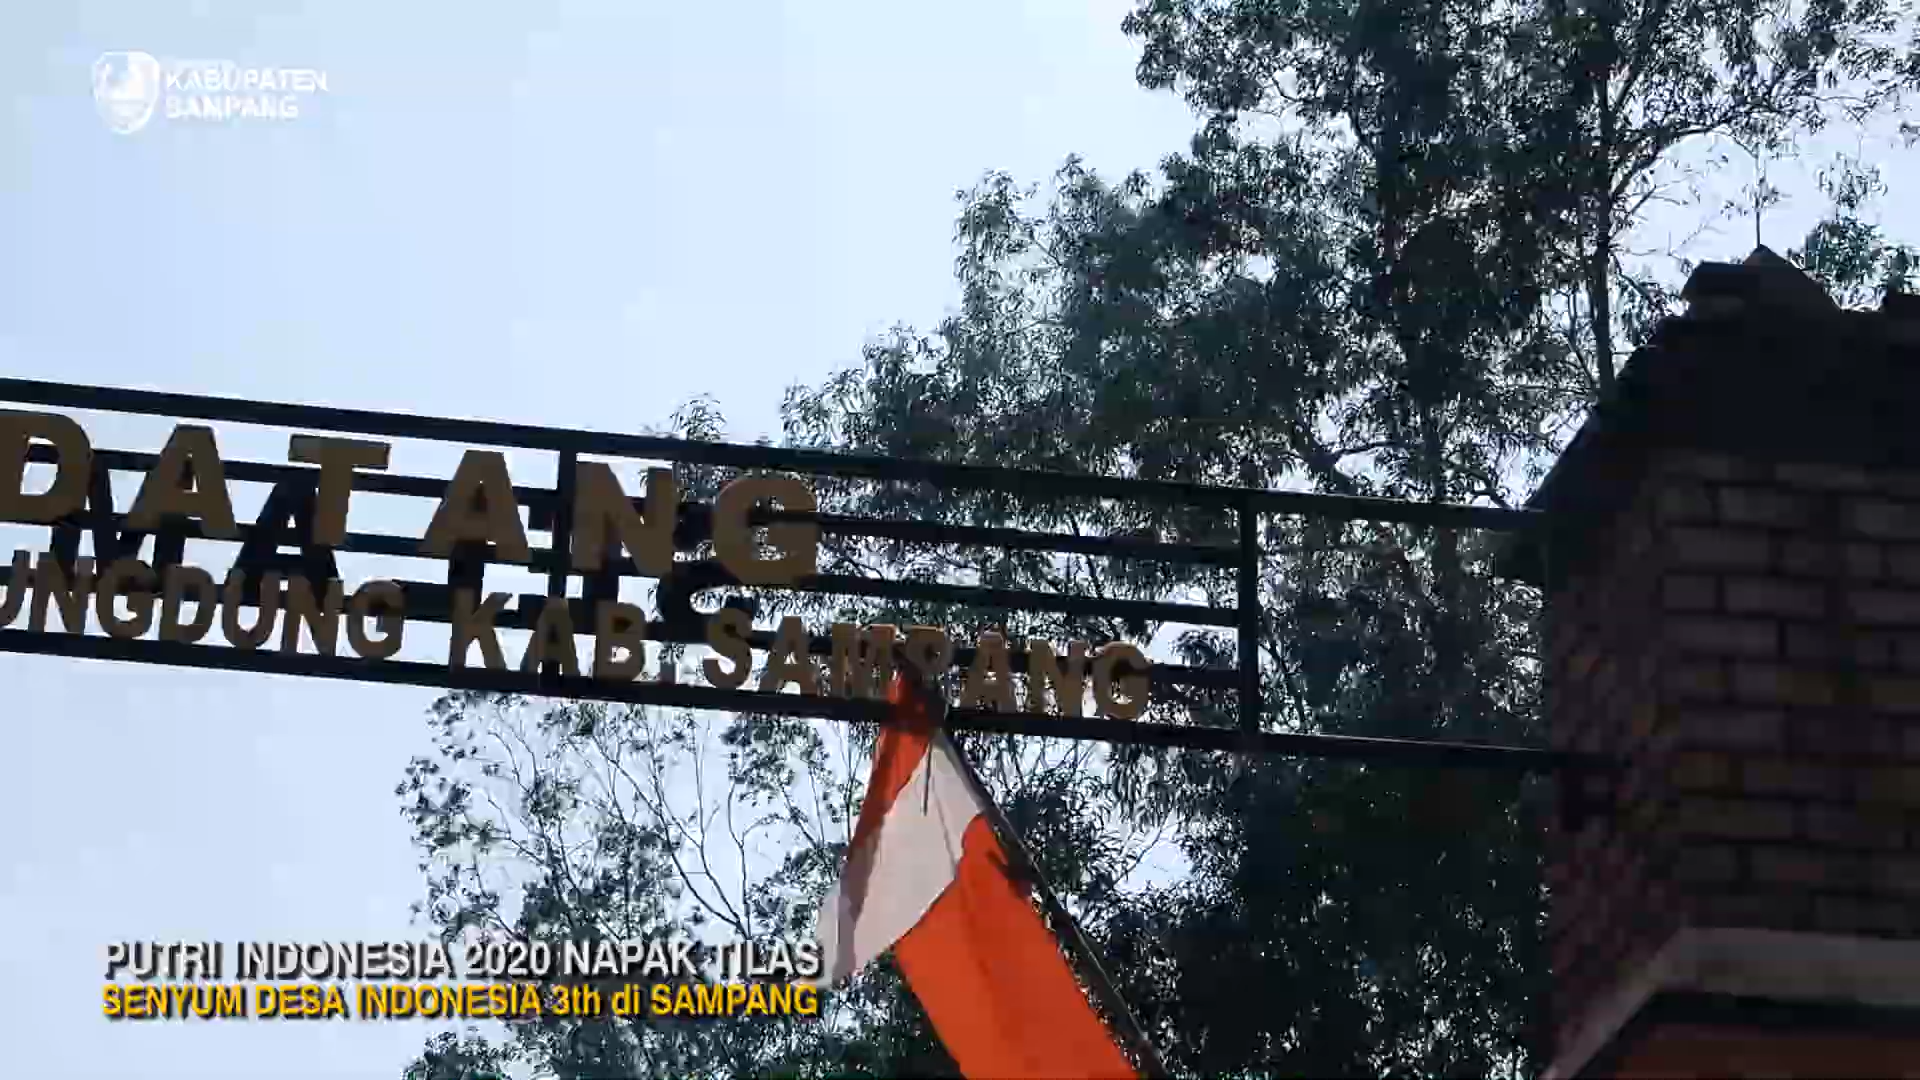 KABUPATEN
SAMPANG
DATANG
UNGDUNG KAB. SAMPANG
PUTRI INDONESIA 2020 NAPAK TILAS
SENYUM DESA INDONESIA 3th di SAMPANG